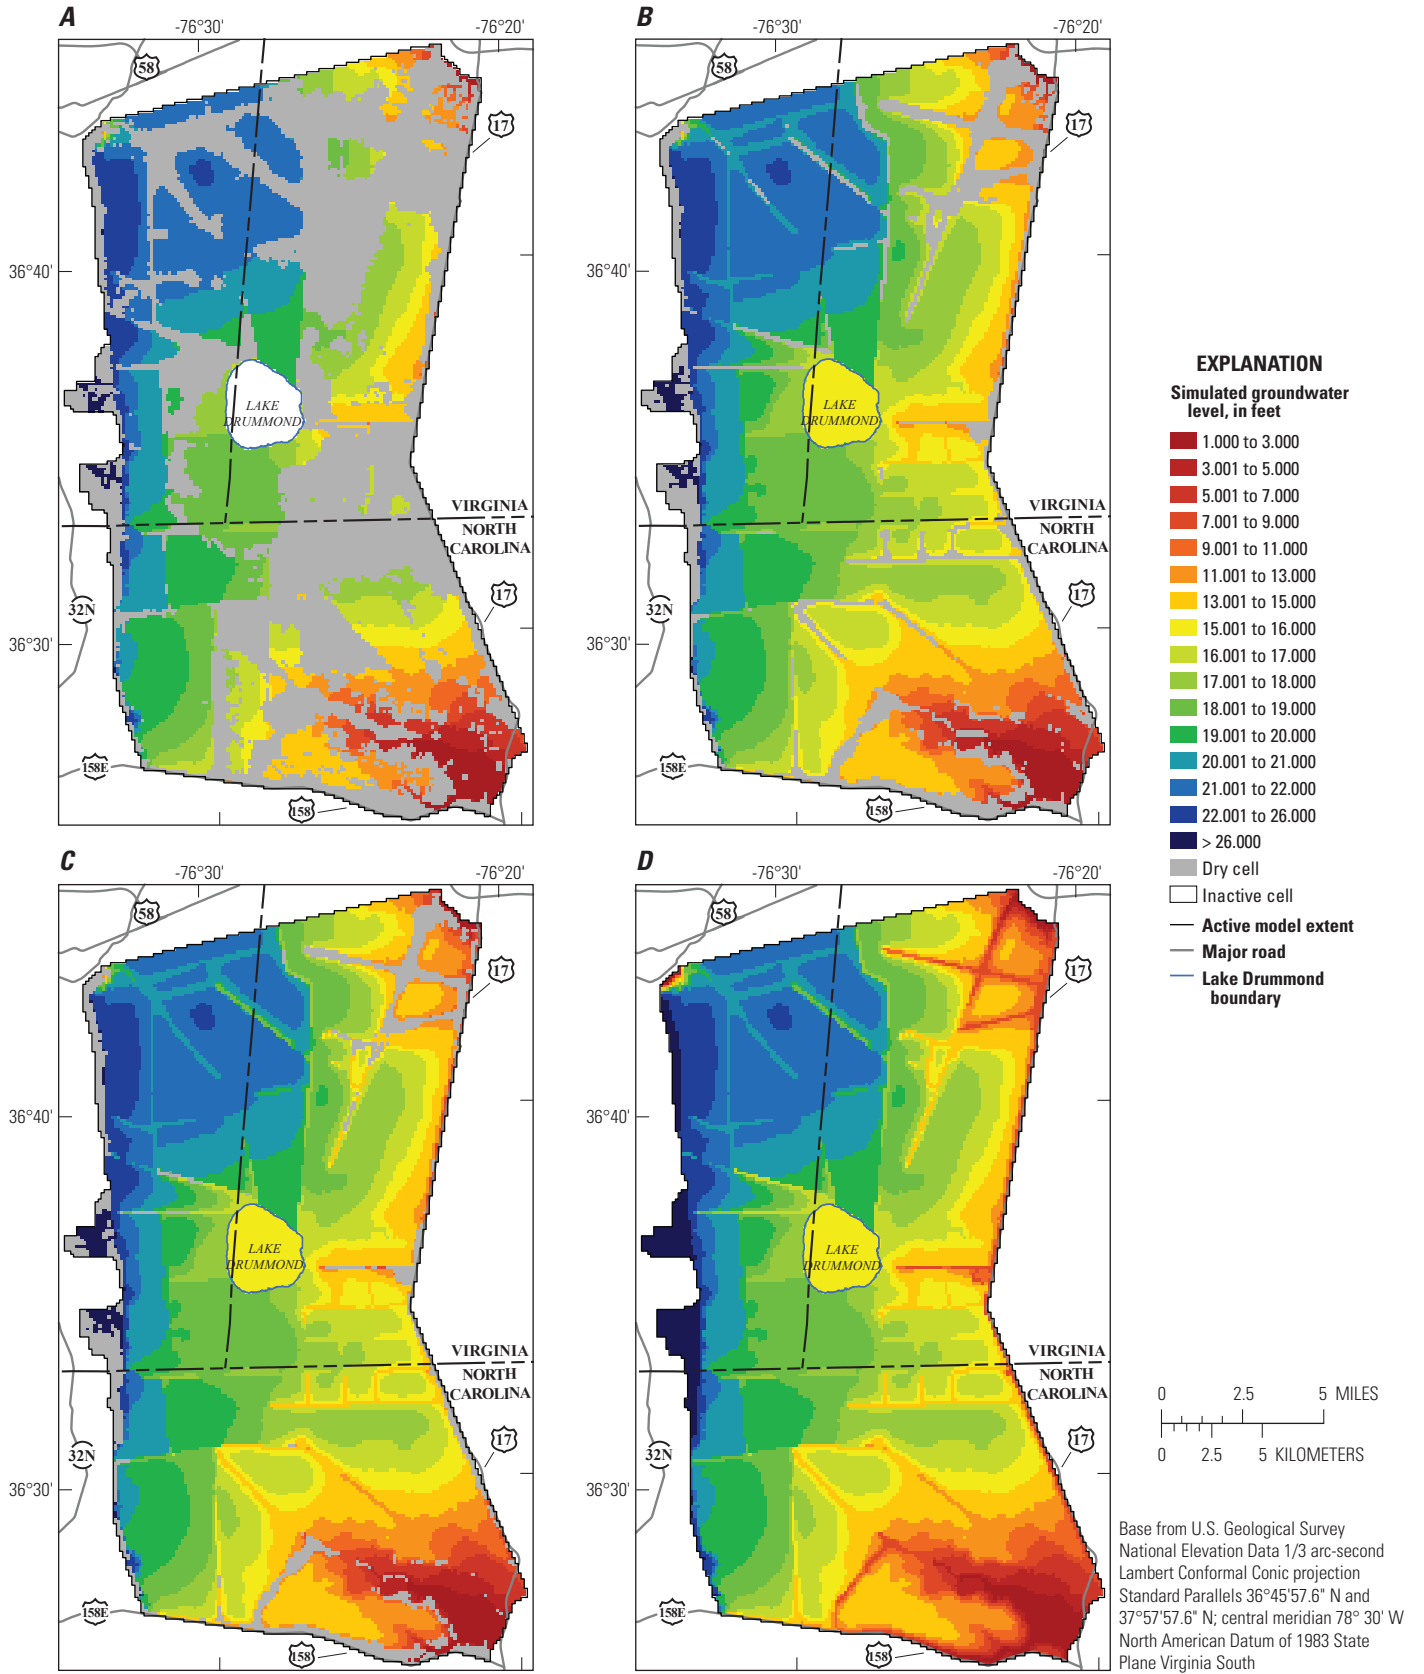 A
-76°30'
-76°20'
58
17
36°40'
LAKE
DRUMMOND
VIRGINIA
NORTH
CAROLINA
32N
17
36°30'
158E
158
B
-76°30'
-76°20'
58
17
36°40'
LAKE
DRUMMOND
VIRGINIA
NORTH
CAROLINA
32N
17
36°30'
158E
158
EXPLANATION
Simulated groundwater
level, in feet
1.000 to 3.000
3.001 to 5.000
5.001 to 7.000
7.001 to 9.000
9.001 to 11.000
11.001 to 13.000
13.001 to 15.000
15.001 to 16.000
16.001 to 17.000
17.001 to 18.000
18.001 to 19.000
19.001 to 20.000
20.001 to 21.000
21.001 to 22.000
22.001 to 26.000
> 26.000
Dry cell
Inactive cell
Active model extent
Major road
Lake Drummond
boundary
C
-76°30'
-76°20'
58
17
36°40'
LAKE
DRUMMOND
VIRGINIA
NORTH
CAROLINA
32N
17
36°30'
158E
158
D
-76°30'
-76°20'
58
17
36°40'
LAKE
DRUMMOND
VIRGINIA
NORTH
CAROLINA
32N
17
36°30'
158E
158
0 2.5 5 MILES
0 2.5 5 KILOMETERS
Base from U.S. Geological Survey
National Elevation Data 1/3 arc-second
Lambert Conformal Conic projection
Standard Parallels 36°45'57.6" N and
37°57'57.6" N; central meridian 78° 30' W
North American Datum of 1983 State
Plane Virginia South